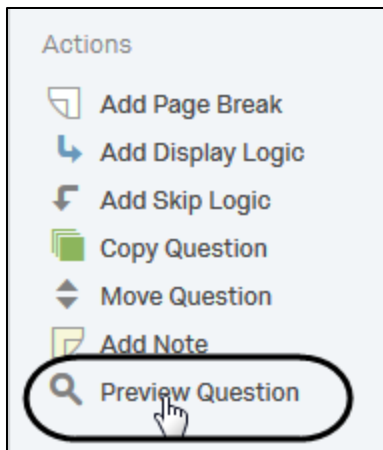 Actions
Add Page Break
Add Display Logic
Add Skip Logic
Copy Question
Move Question
Add Note
Preview Question